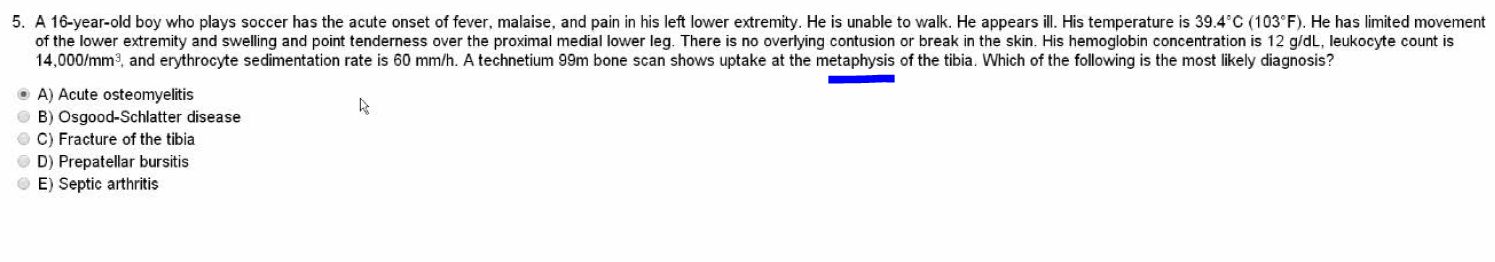 5. A 16-year-old boy who plays soccer has the acute onset of fever, malaise, and pain in his left lower extremity. He is unable to walk. He appears ill. His temperature is 39.4°C (103°F). He has limited movement
of the lower extremity and swelling and point tenderness over the proximal medial lower leg. There is no overlying contusion or break in the skin. His hemoglobin concentration is 12 g/dL, leukocyte count is
14,000/mm³, and erythrocyte sedimentation rate is 60 mm/h. A technetium 99m bone scan shows uptake at the metaphysis of the tibia. Which of the following is the most likely diagnosis?
A) Acute osteomyelitis
B) Osgood-Schlatter disease
C) Fracture of the tibia
D) Prepatellar bursitis
E) Septic arthritis